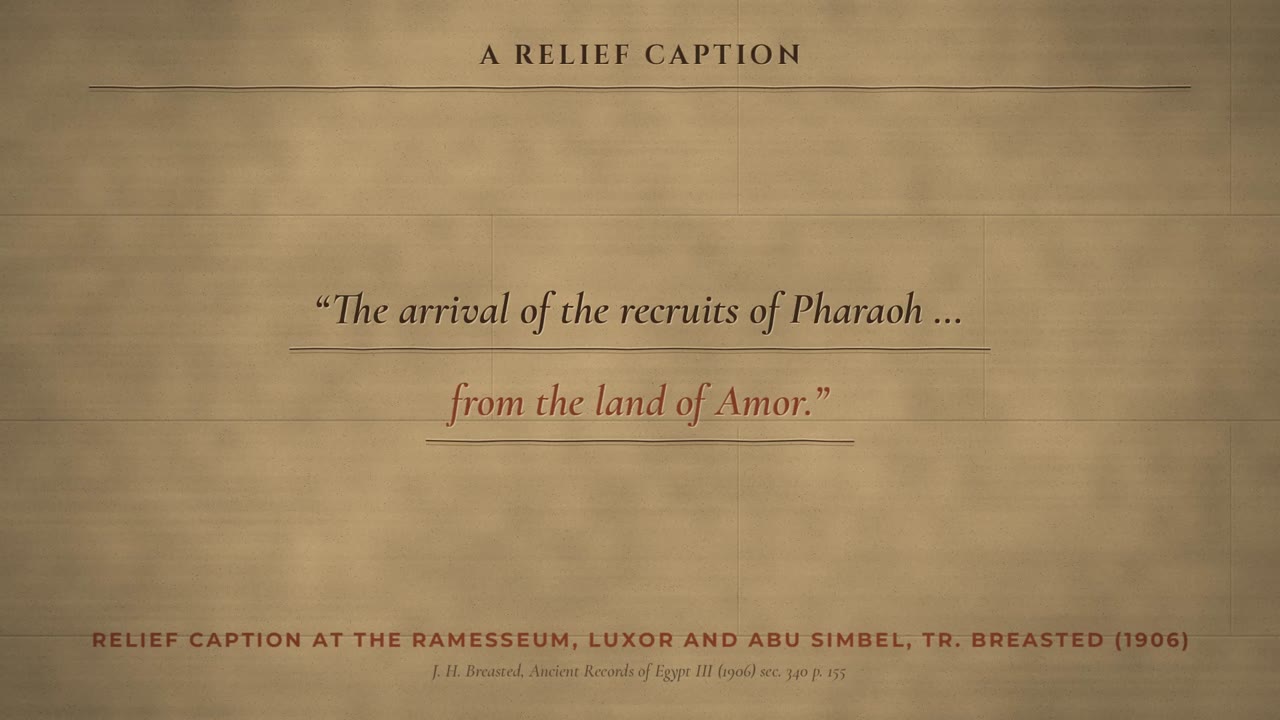 A RELIEF CAPTION
“The arrival of the recruits of Pharaoh ...
from the land of Amor.”
RELIEF CAPTION AT THE RAMESSEUM, LUXOR AND ABU SIMBEL, TR. BREASTED (1906)
J. H. Breasted, Ancient Records of Egypt III (1906) sec. 340 p. 155